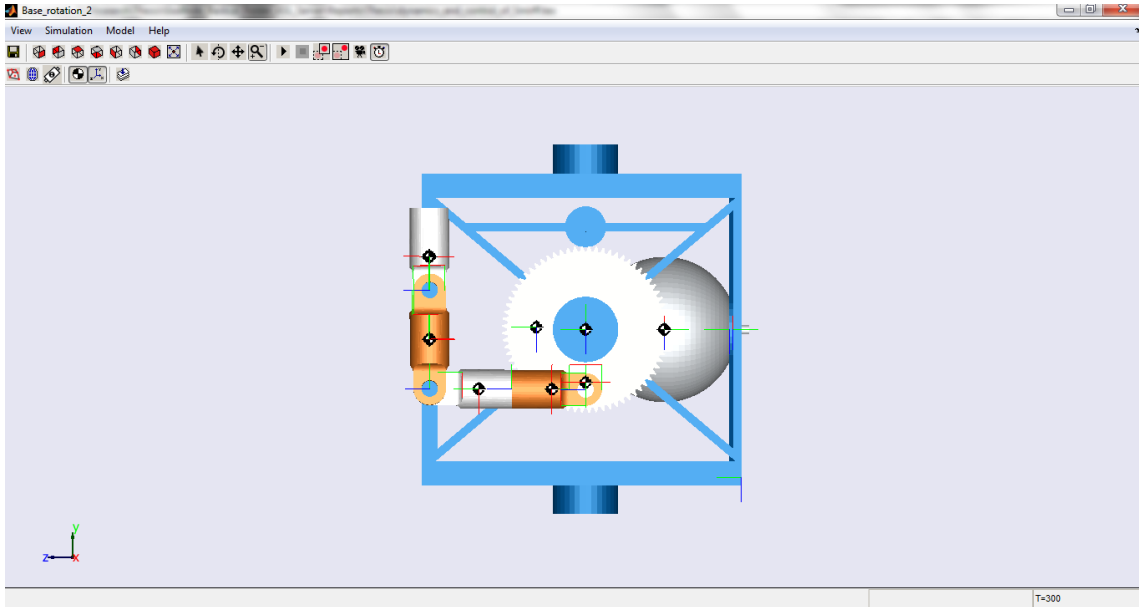 Base_rotation_2
View Simulation Model Help
y
z x
T=300